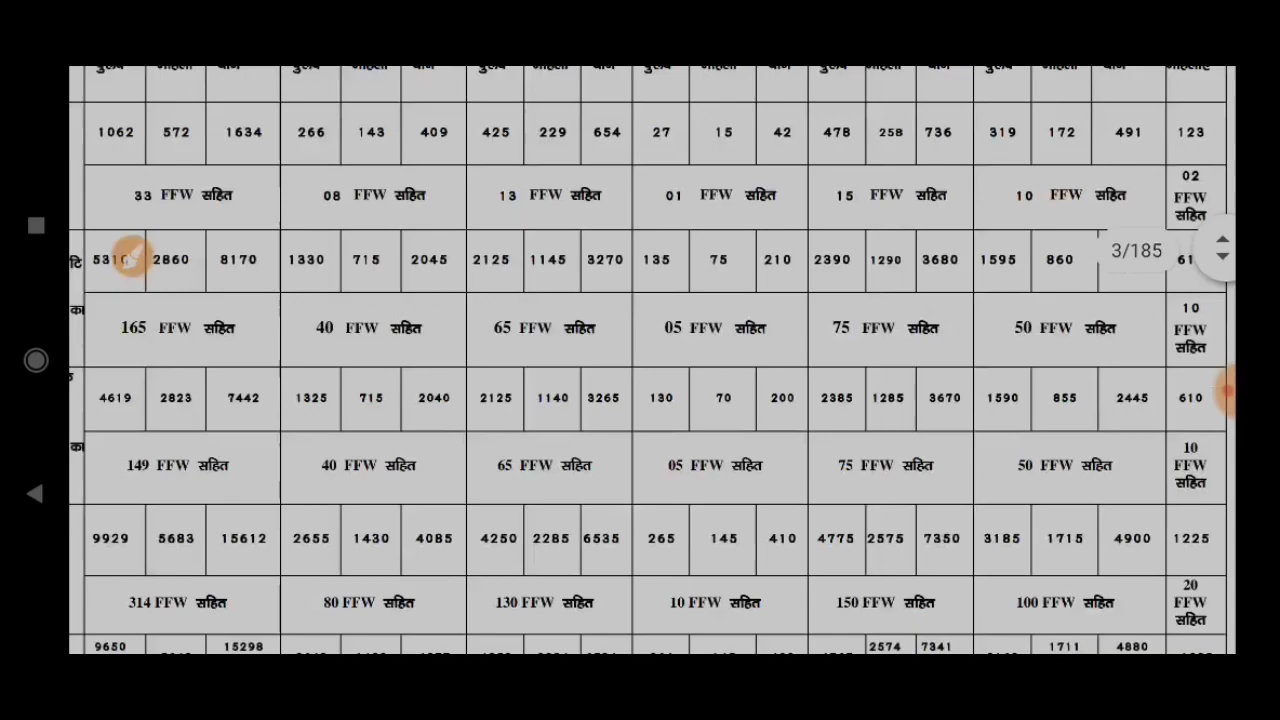 1062 572 1634 266 143 409 425 229 654 27 15 42 478 258 736 319 172 491 123
33 FFW सहित 08 FFW सहित 13 FFW सहित 01 FFW सहित 15 FFW सहित 10 FFW सहित 02 FFW सहित
2860 8170 1330 715 2045 2125 1145 3270 135 75 210 2390 1290 3680 1595 860
3/185
165 FFW सहित 40 FFW सहित 65 FFW सहित 05 FFW सहित 75 FFW सहित 50 FFW सहित 10 FFW सहित
4619 2823 7442 1325 715 2040 2125 1140 3265 130 70 200 2385 1285 3670 1590 855 2445 610
149 FFW सहित 40 FFW सहित 65 FFW सहित 05 FFW सहित 75 FFW सहित 50 FFW सहित 10 FFW सहित
9929 5683 15612 2655 1430 4085 4250 2285 6535 265 145 410 4775 2575 7350 3185 1715 4900 1225
314 FFW सहित 80 FFW सहित 130 FFW सहित 10 FFW सहित 150 FFW सहित 100 FFW सहित 20 FFW सहित
9650 15298 2574 7341 1711 4880